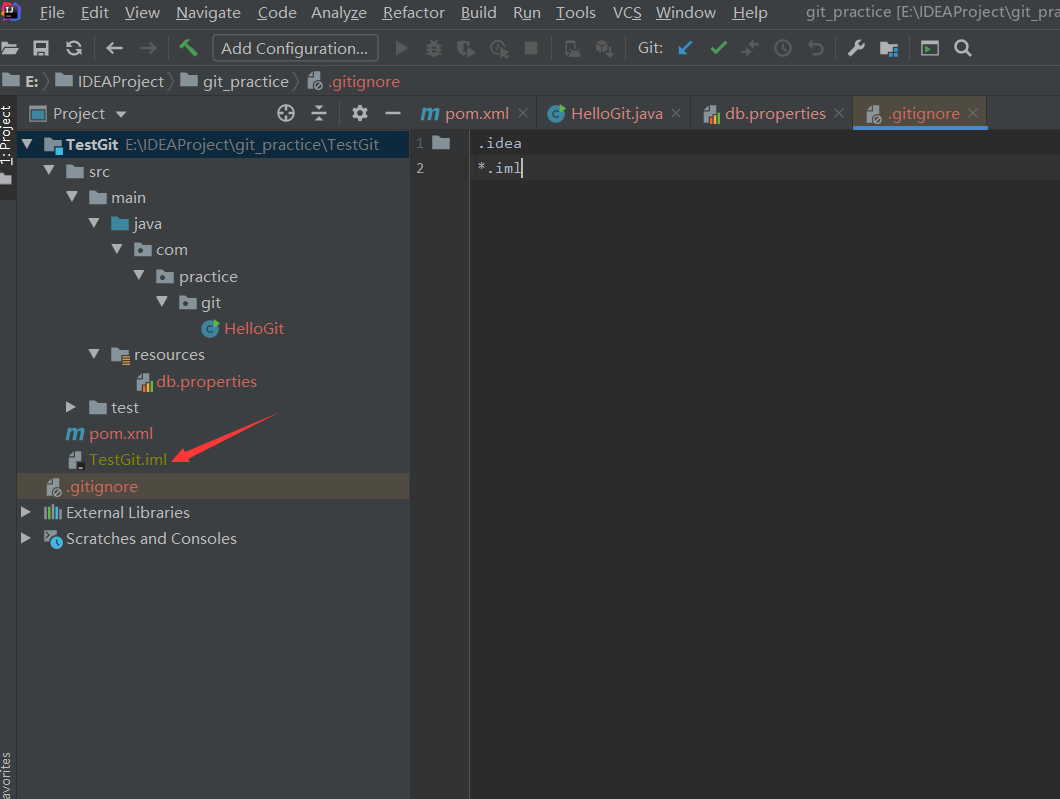 File Edit View Navigate Code Analyze Refactor Build Run Tools VCS Window Help git_practice [E:\IDEAProject\git_pra
Add Configuration... Git:
E: IDEAProject git_practice .gitignore
1: Project
Project
pom.xml HelloGit.java db.properties .gitignore
TestGit E:\IDEAProject\git_practice\TestGit
src
main
java
com
practice
git
HelloGit
resources
db.properties
test
pom.xml
TestGit.iml
.gitignore
External Libraries
Scratches and Consoles
1 .idea
2 *.iml
avorites